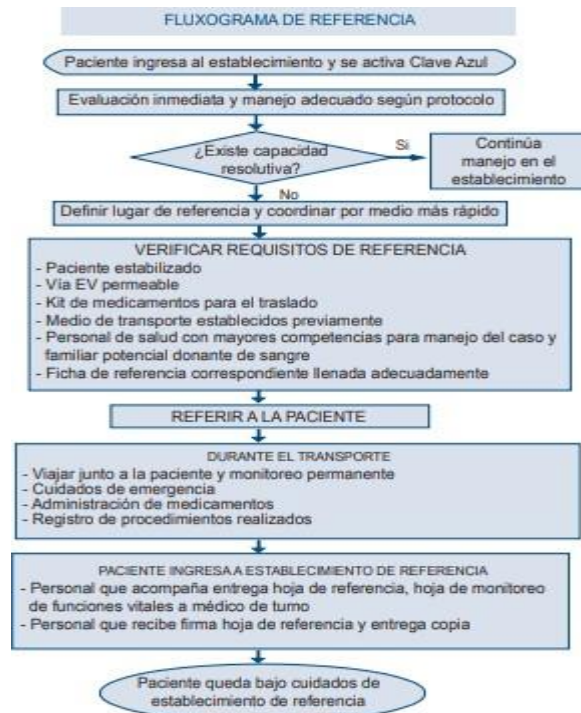 FLUXOGRAMA DE REFERENCIA
Paciente ingresa al establecimiento y se activa Clave Azul
Evaluación inmediata y manejo adecuado según protocolo
¿Existe capacidad
resolutiva?
Si
Continúa
manejo en el
establecimiento
No
Definir lugar de referencia y coordinar por medio más rápido
VERIFICAR REQUISITOS DE REFERENCIA
- Paciente estabilizado
- Vía EV permeable
- Kit de medicamentos para el traslado
- Medio de transporte establecidos previamente
- Personal de salud con mayores competencias para manejo del caso y
familiar potencial donante de sangre
- Ficha de referencia correspondiente llenada adecuadamente
REFERIR A LA PACIENTE
DURANTE EL TRANSPORTE
- Viajar junto a la paciente y monitoreo permanente
- Cuidados de emergencia
- Administración de medicamentos
- Registro de procedimientos realizados
PACIENTE INGRESA A ESTABLECIMIENTO DE REFERENCIA
- Personal que acompaña entrega hoja de referencia, hoja de monitoreo
de funciones vitales a médico de turno
- Personal que recibe firma hoja de referencia y entrega copia
Paciente queda bajo cuidados de
establecimiento de referencia